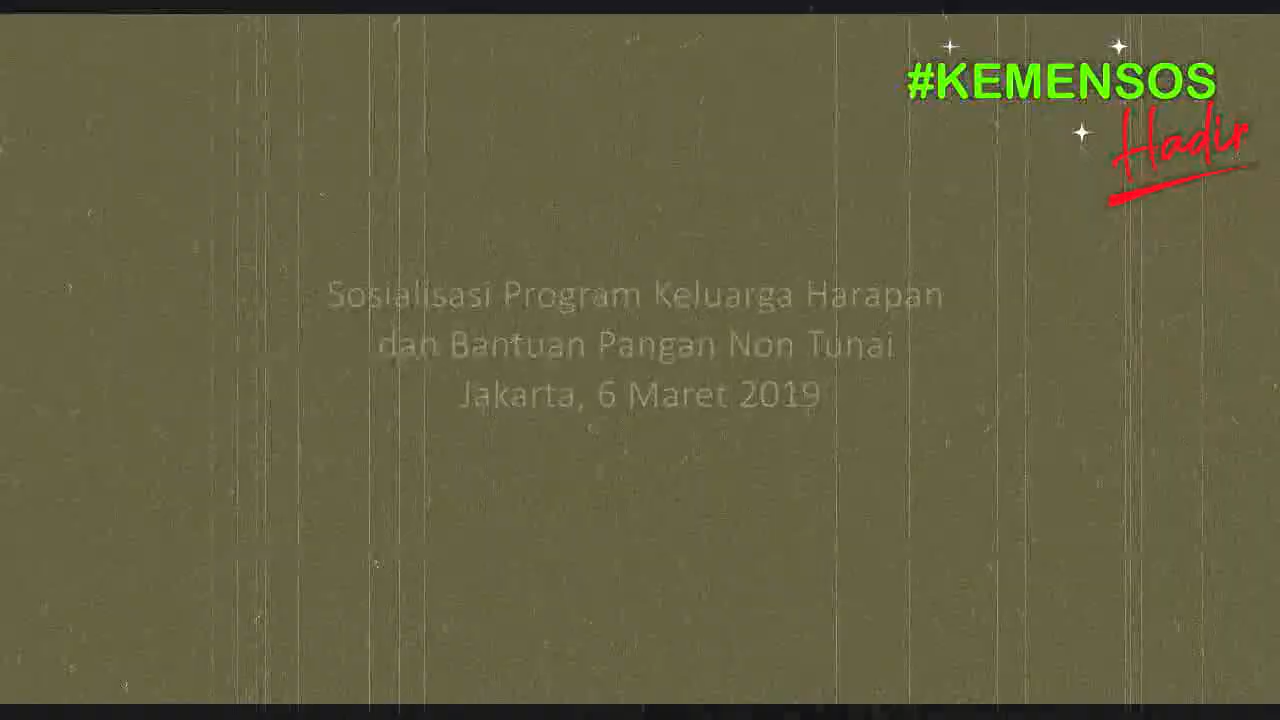 #KEMENSOS
Hadir
Sosialisasi Program Keluarga Harapan
dan Bantuan Pangan Non Tunai
Jakarta, 6 Maret 2019